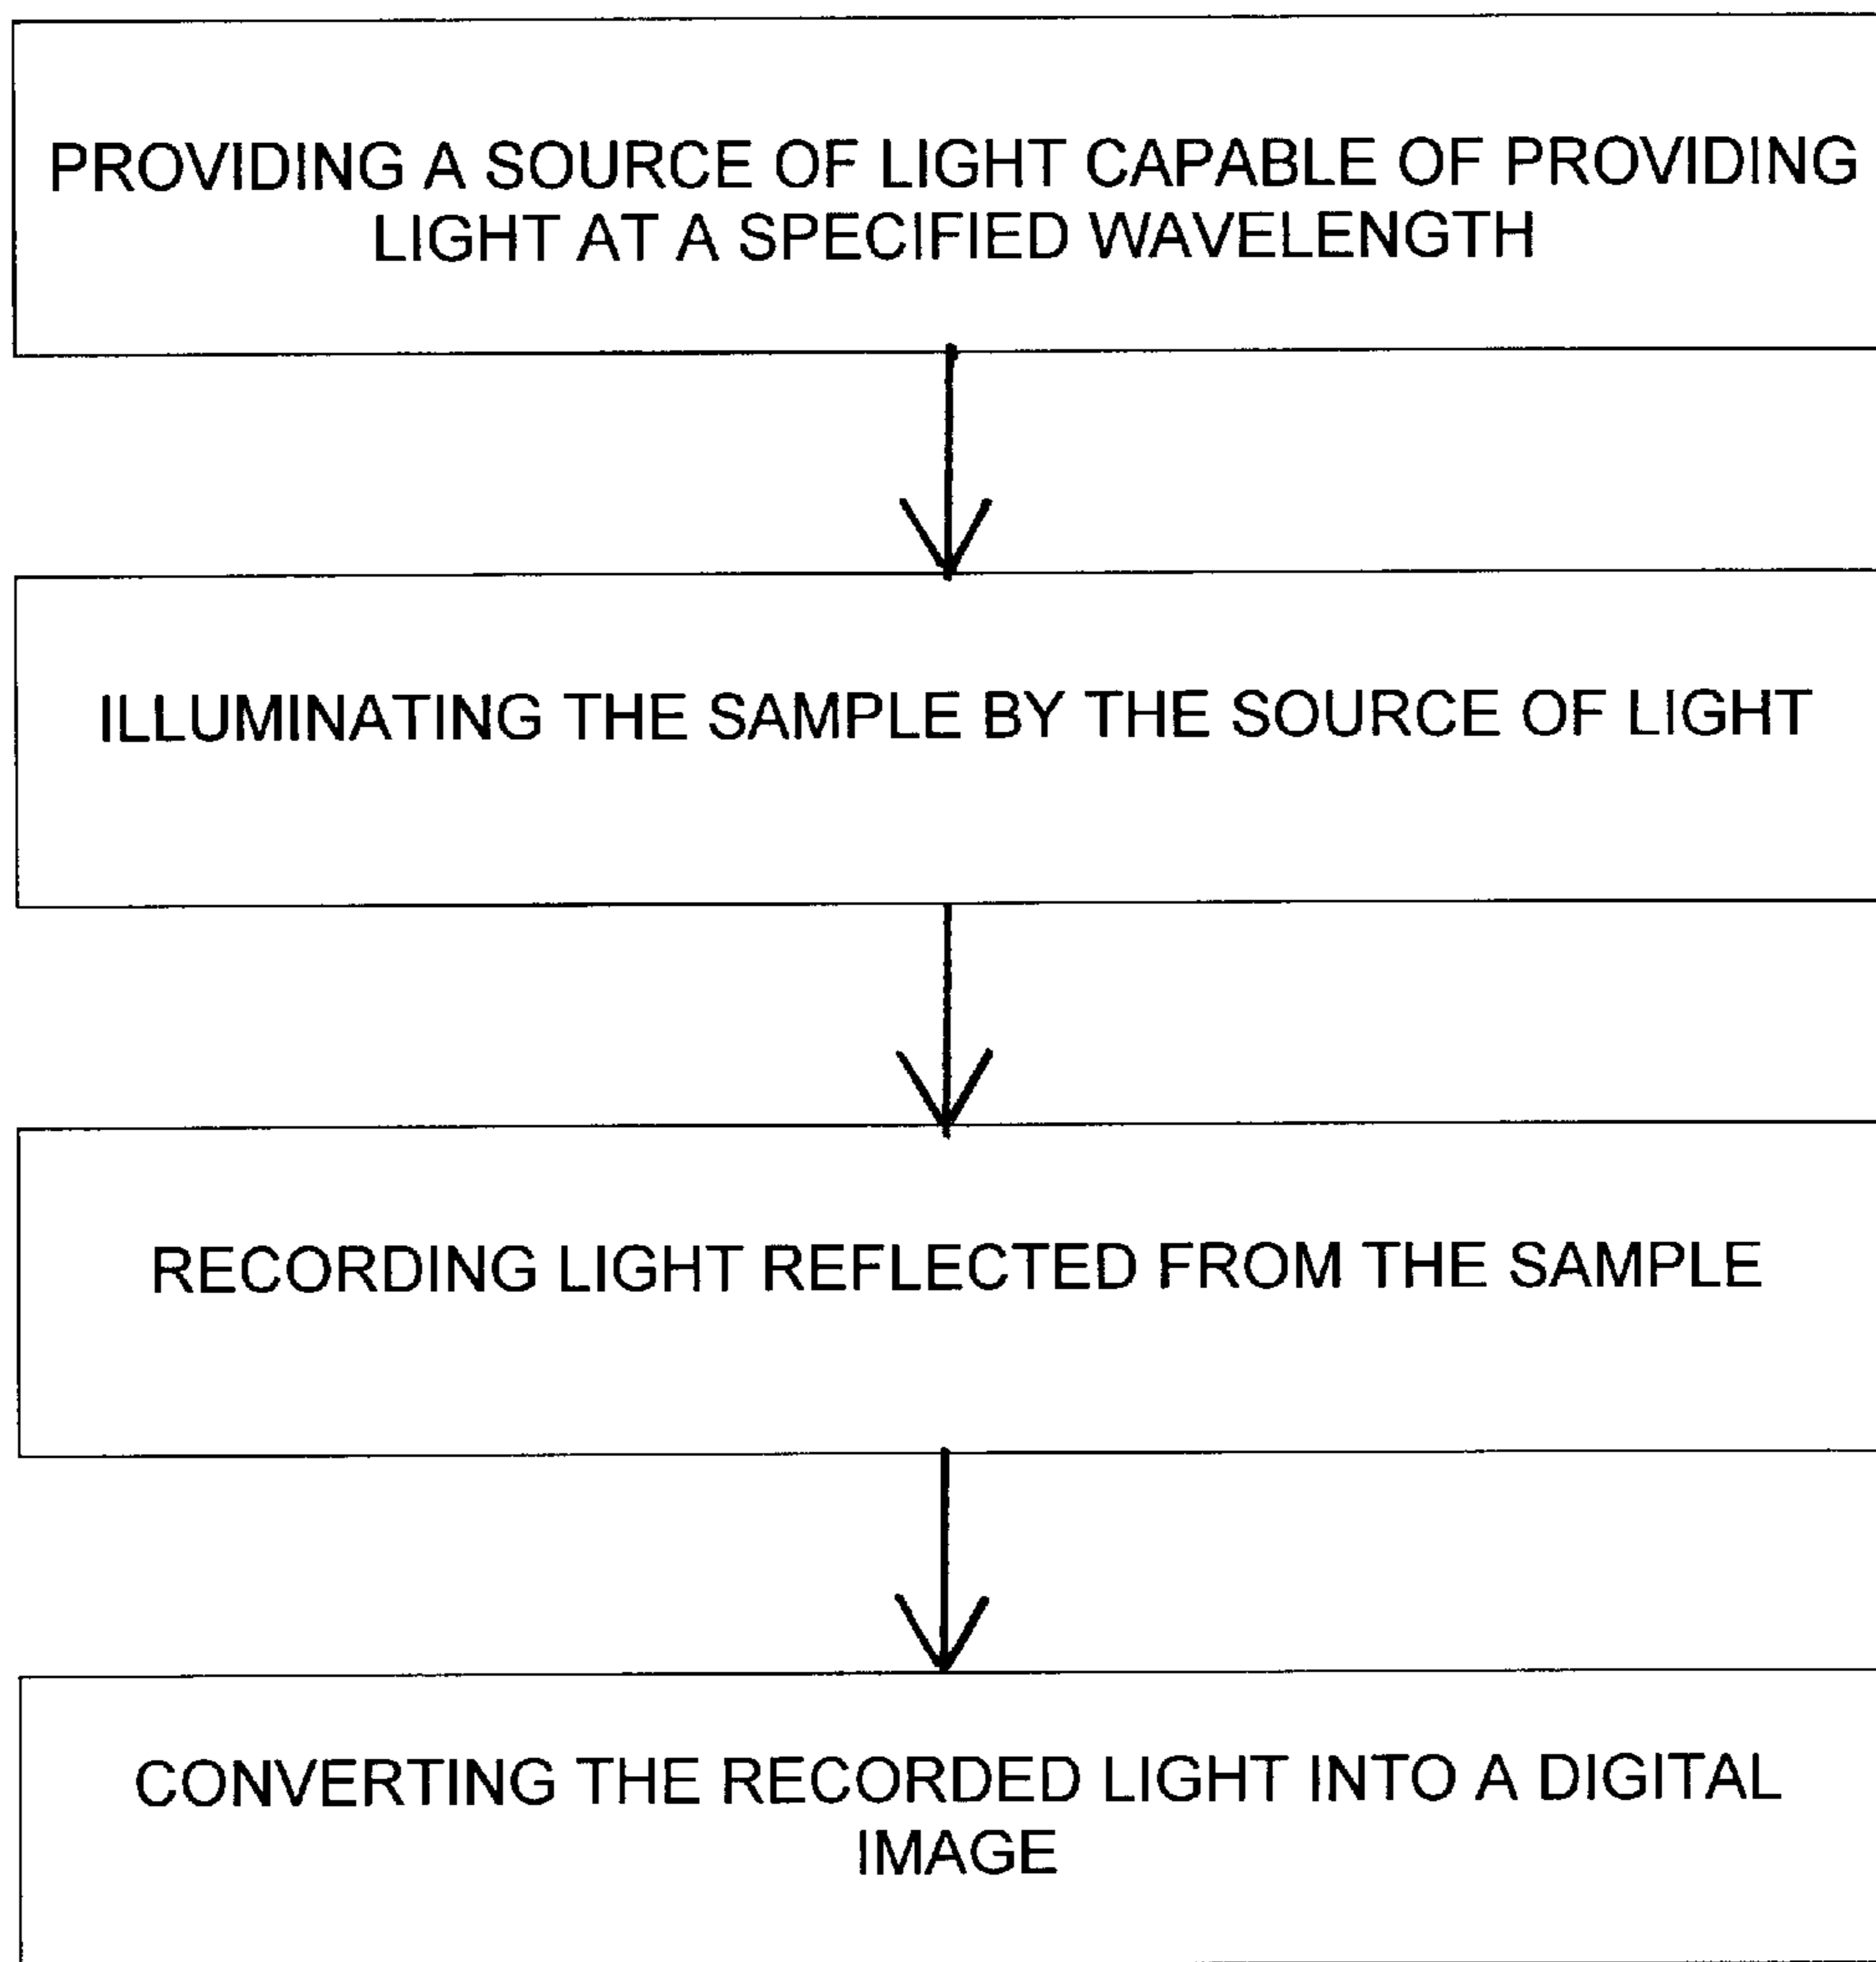 PROVIDING A SOURCE OF LIGHT CAPABLE OF PROVIDING
LIGHT AT A SPECIFIED WAVELENGTH
ILLUMINATING THE SAMPLE BY THE SOURCE OF LIGHT
RECORDING LIGHT REFLECTED FROM THE SAMPLE
CONVERTING THE RECORDED LIGHT INTO A DIGITAL
IMAGE